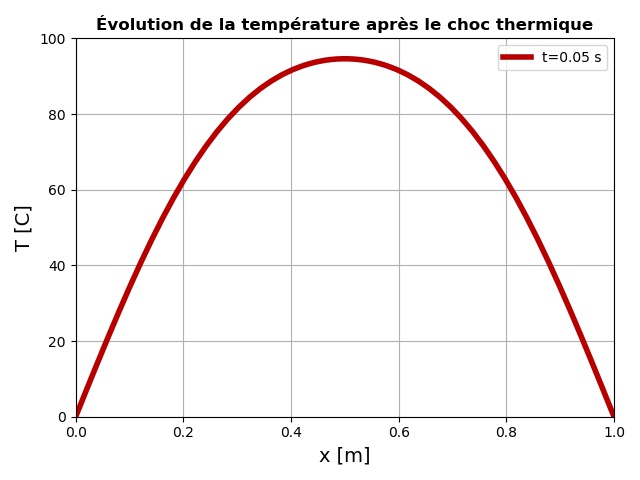 Évolution de la température après le choc thermique
t=0.05 s
T [C]
100
80
60
40
20
0
0.0 0.2 0.4 0.6 0.8 1.0
x [m]